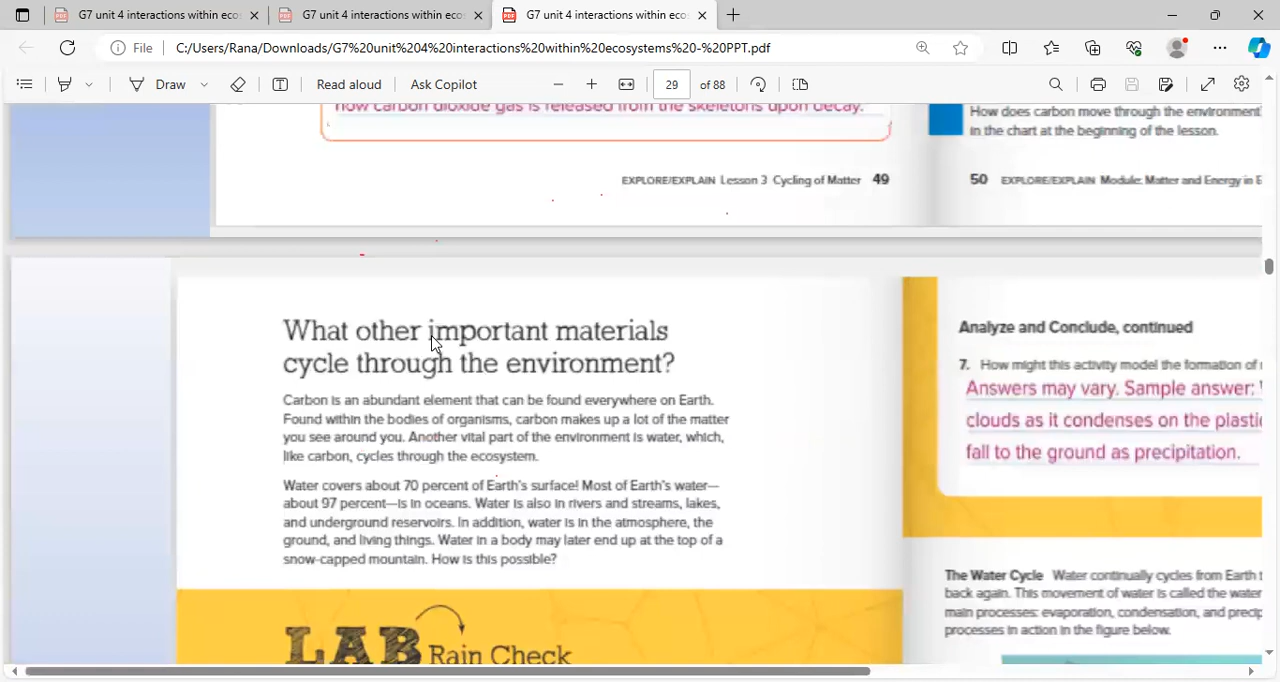 G7 unit 4 interactions within ecos
G7 unit 4 interactions within ecos
G7 unit 4 interactions within ecos
File
C:/Users/Rana/Downloads/G7%20unit%204%20interactions%20within%20ecosystems%20-%20PPT.pdf
Draw
Read aloud
Ask Copilot
29
of 88
how carbon dioxide gas is released from the skeletons upon decay.
EXPLORE/EXPLAIN Lesson 3 Cycling of Matter 49
How does carbon move through the environment
in the chart at the beginning of the lesson.
50 EXPLORE/EXPLAIN Module: Matter and Energy in E
What other important materials
cycle through the environment?
Carbon is an abundant element that can be found everywhere on Earth.
Found within the bodies of organisms, carbon makes up a lot of the matter
you see around you. Another vital part of the environment is water, which,
like carbon, cycles through the ecosystem.
Water covers about 70 percent of Earth's surface! Most of Earth's water—
about 97 percent—is in oceans. Water is also in rivers and streams, lakes,
and underground reservoirs. In addition, water is in the atmosphere, the
ground, and living things. Water in a body may later end up at the top of a
snow-capped mountain. How is this possible?
LAB Rain Check
Analyze and Conclude, continued
7. How might this activity model the formation of
Answers may vary. Sample answer:
clouds as it condenses on the plasti
fall to the ground as precipitation.
The Water Cycle Water continually cycles from Earth t
back again. This movement of water is called the water
main processes: evaporation, condensation, and precip
processes in action in the figure below.